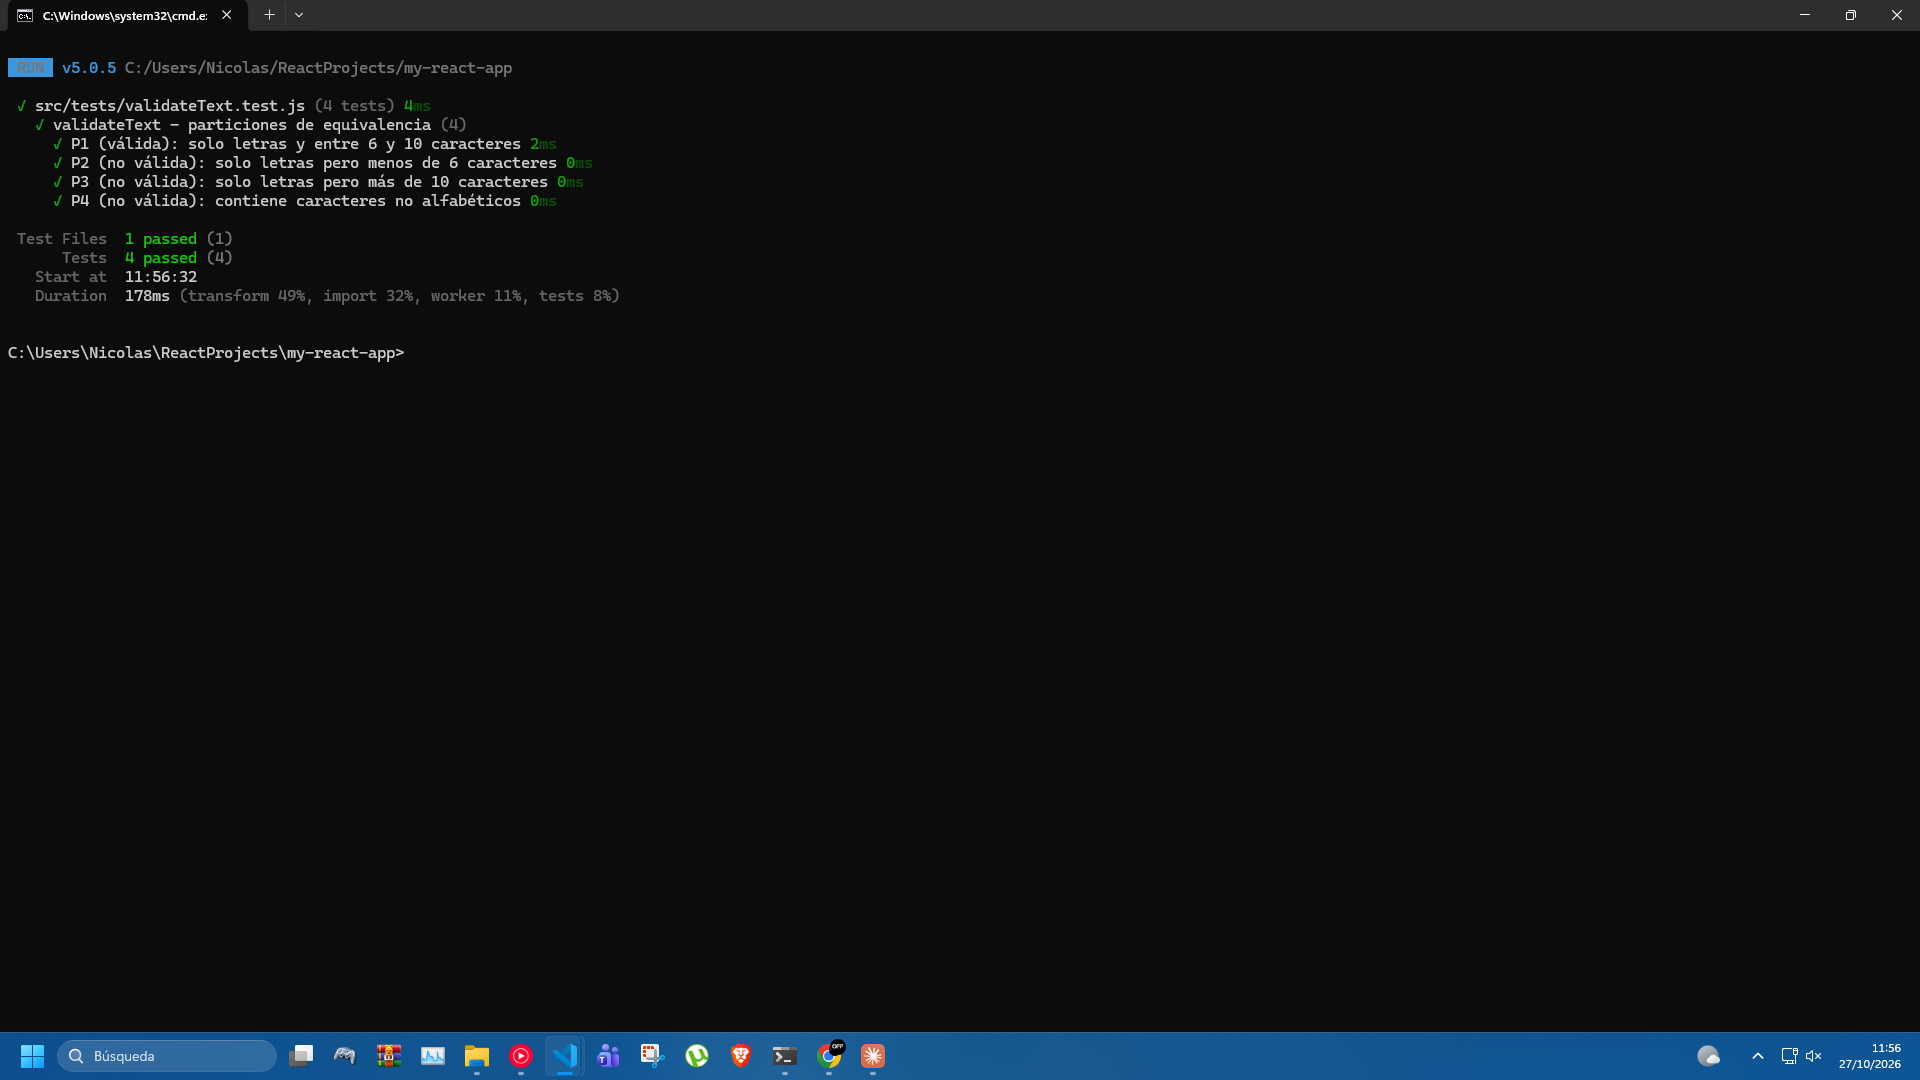 C:\Windows\system32\cmd.e:
RUN v5.0.5 C:/Users/Nicolas/ReactProjects/my-react-app
✓ src/tests/validateText.test.js (4 tests) 4ms
✓ validateText - particiones de equivalencia (4)
✓ P1 (válida): solo letras y entre 6 y 10 caracteres 2ms
✓ P2 (no válida): solo letras pero menos de 6 caracteres 0ms
✓ P3 (no válida): solo letras pero más de 10 caracteres 0ms
✓ P4 (no válida): contiene caracteres no alfabéticos 0ms
Test Files 1 passed (1)
Tests 4 passed (4)
Start at 11:56:32
Duration 178ms (transform 49%, import 32%, worker 11%, tests 8%)
C:\Users\Nicolas\ReactProjects\my-react-app>
Búsqueda
OFF
11:56
27/10/2026